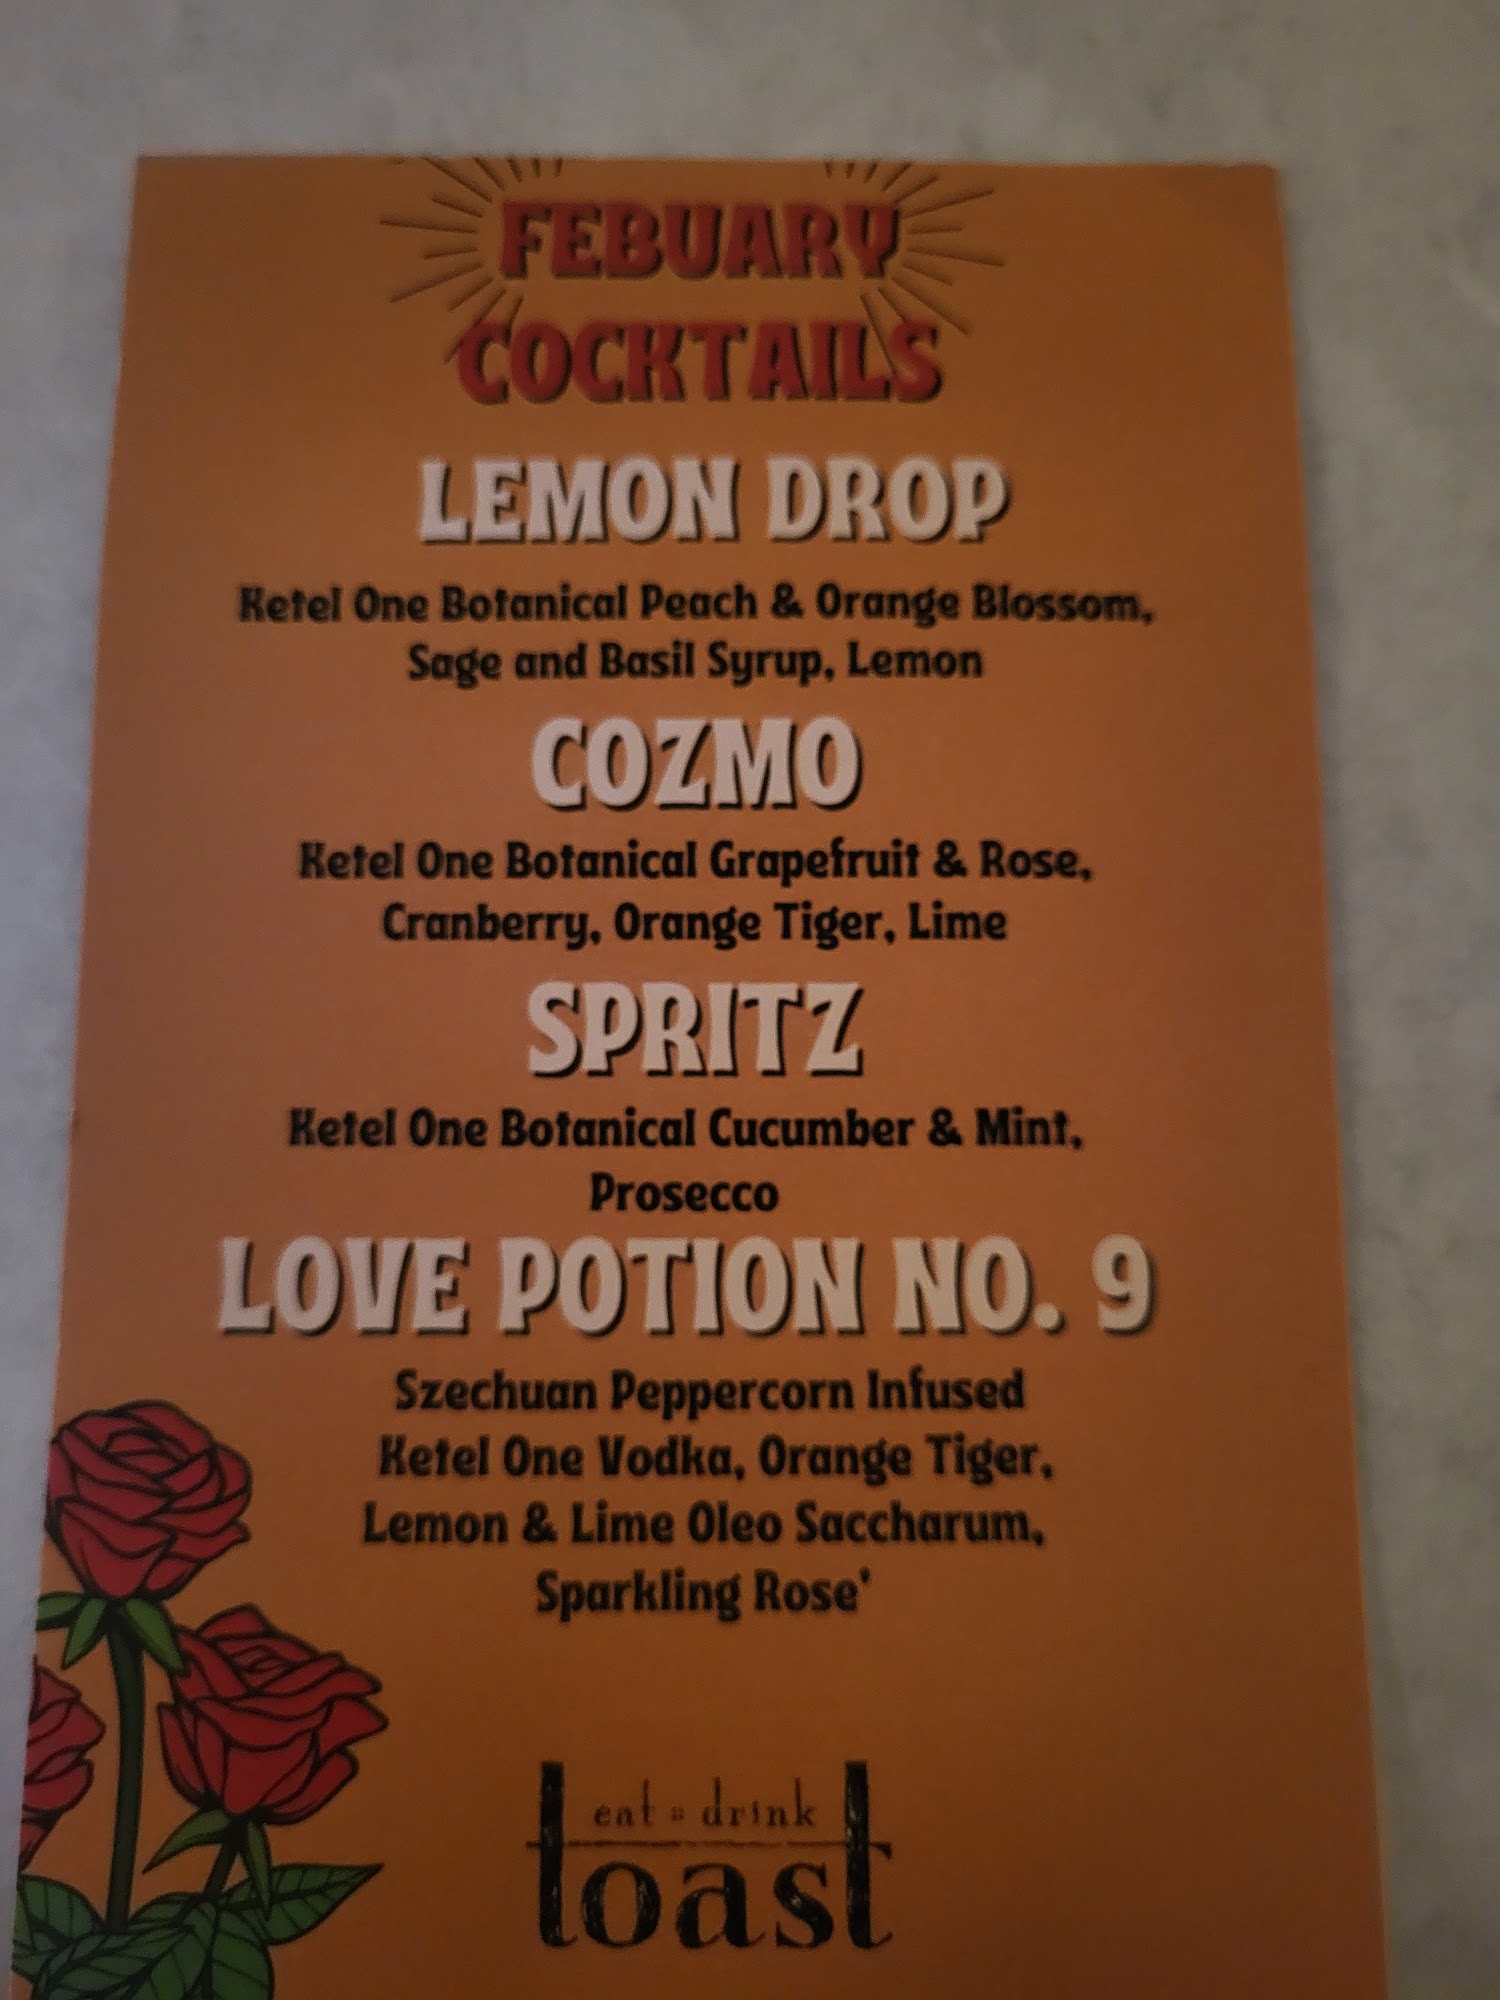 FEBUARY
COCKTAILS
LEMON DROP
Ketel One Botanical Peach & Orange Blossom,
Sage and Basil Syrup, Lemon
COZMO
Ketel One Botanical Grapefruit & Rose,
Cranberry, Orange Tiger, Lime
SPRITZ
Ketel One Botanical Cucumber & Mint,
Prosecco
LOVE POTION NO. 9
Szechuan Peppercorn Infused
Ketel One Vodka, Orange Tiger,
Lemon & Lime Oleo Saccharum,
Sparkling Rose'
eat drink
toast